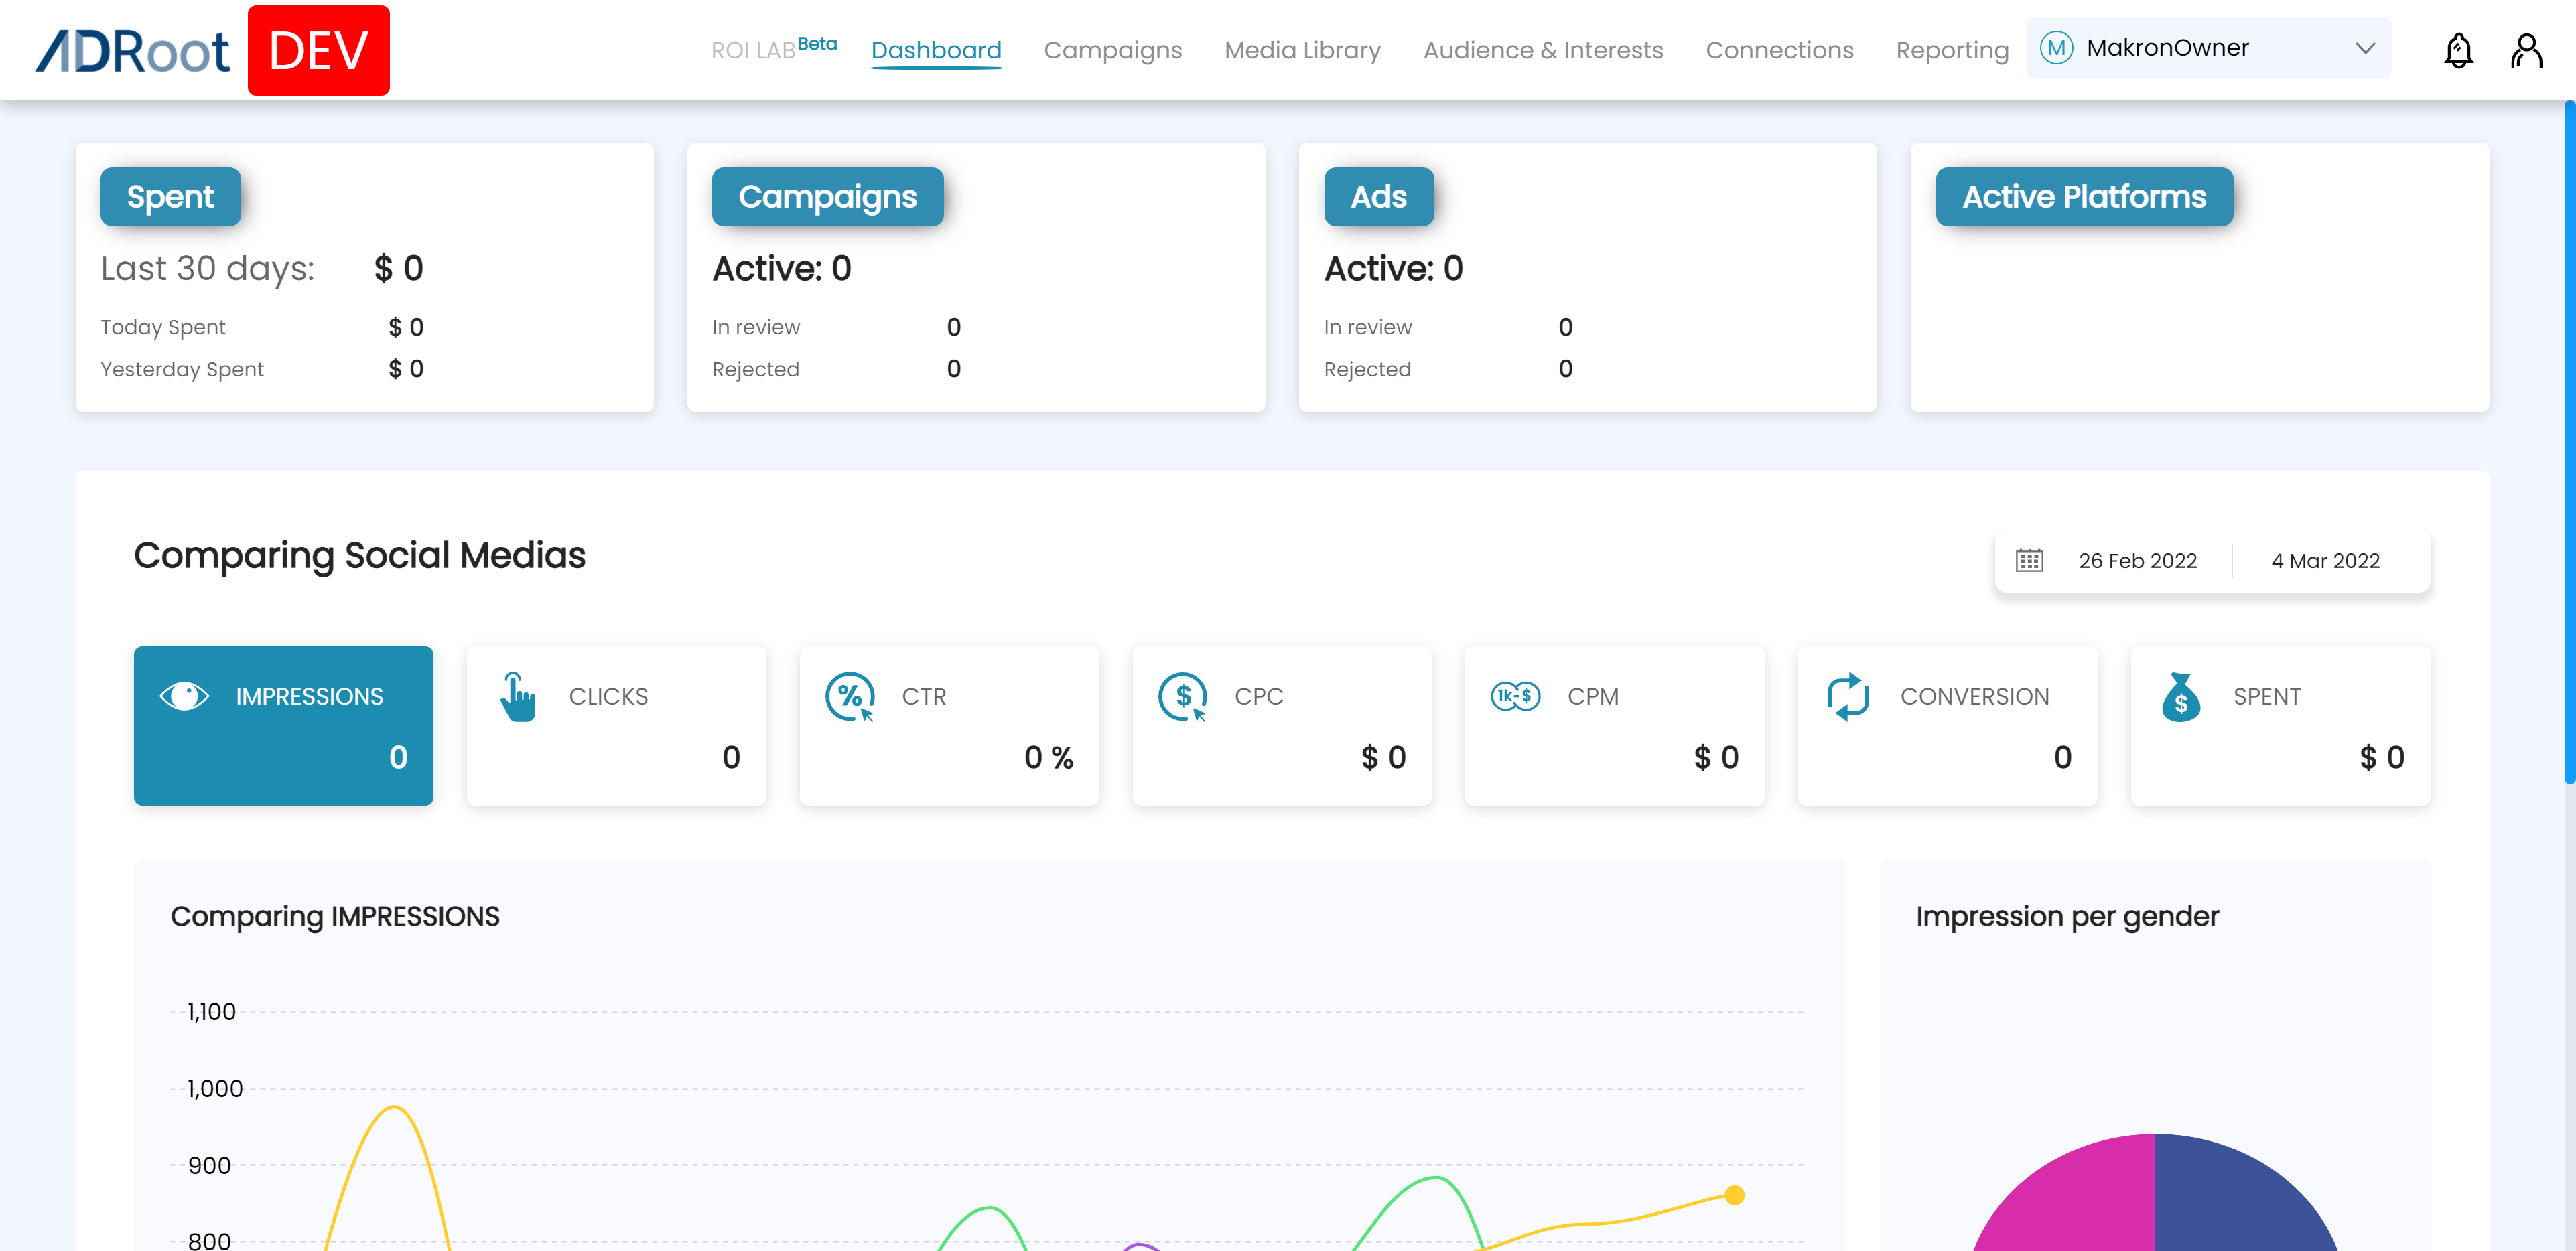 ADRoot DEV ROI LAB Beta Dashboard Campaigns Media Library Audience & Interests Connections Reporting M MakronOwner
Spent
Last 30 days: $ 0
Today Spent $ 0
Yesterday Spent $ 0
Campaigns
Active: 0
In review 0
Rejected 0
Ads
Active: 0
In review 0
Rejected 0
Active Platforms
Comparing Social Medias
26 Feb 2022 4 Mar 2022
IMPRESSIONS
0
CLICKS
0
% CTR
0 %
$ CPC
$ 0
1k-$ CPM
$ 0
CONVERSION
0
$ SPENT
$ 0
Comparing IMPRESSIONS
1,100
1,000
900
800
Impression per gender